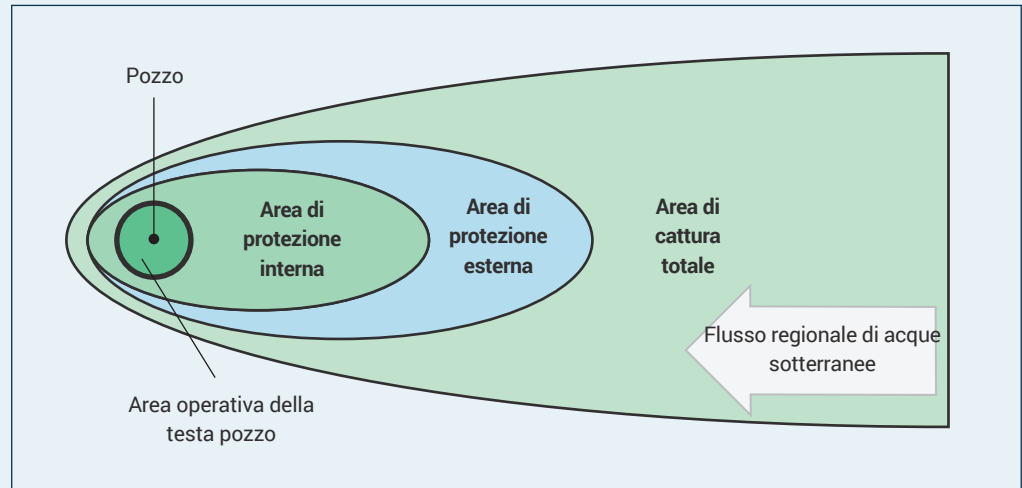 Pozzo
Area di
protezione
interna
Area di
protezione
esterna
Area di
cattura
totale
Flusso regionale di acque
sotterranee
Area operativa della
testa pozzo